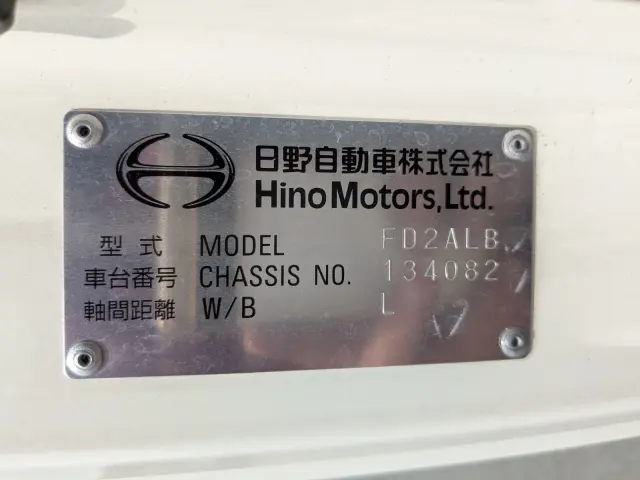 日野自動車株式会社
Hino Motors, Ltd.
型式 MODEL FD2ALB
車台番号 CHASSIS NO. 134082
軸間距離 W/B L